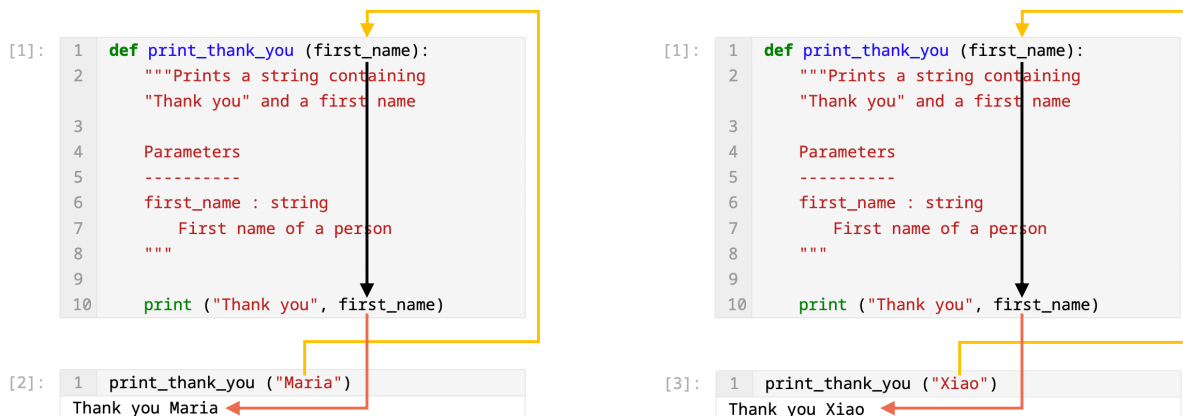 [1]:
1 def print_thank_you (first_name):
2 """Prints a string containing
"Thank you" and a first name
3
4 Parameters
5 ----------
6 first_name : string
7 First name of a person
8 """
9
10 print ("Thank you", first_name)
[2]:
1 print_thank_you ("Maria")
Thank you Maria
[1]:
1 def print_thank_you (first_name):
2 """Prints a string containing
"Thank you" and a first name
3
4 Parameters
5 ----------
6 first_name : string
7 First name of a person
8 """
9
10 print ("Thank you", first_name)
[3]:
1 print_thank_you ("Xiao")
Thank you Xiao